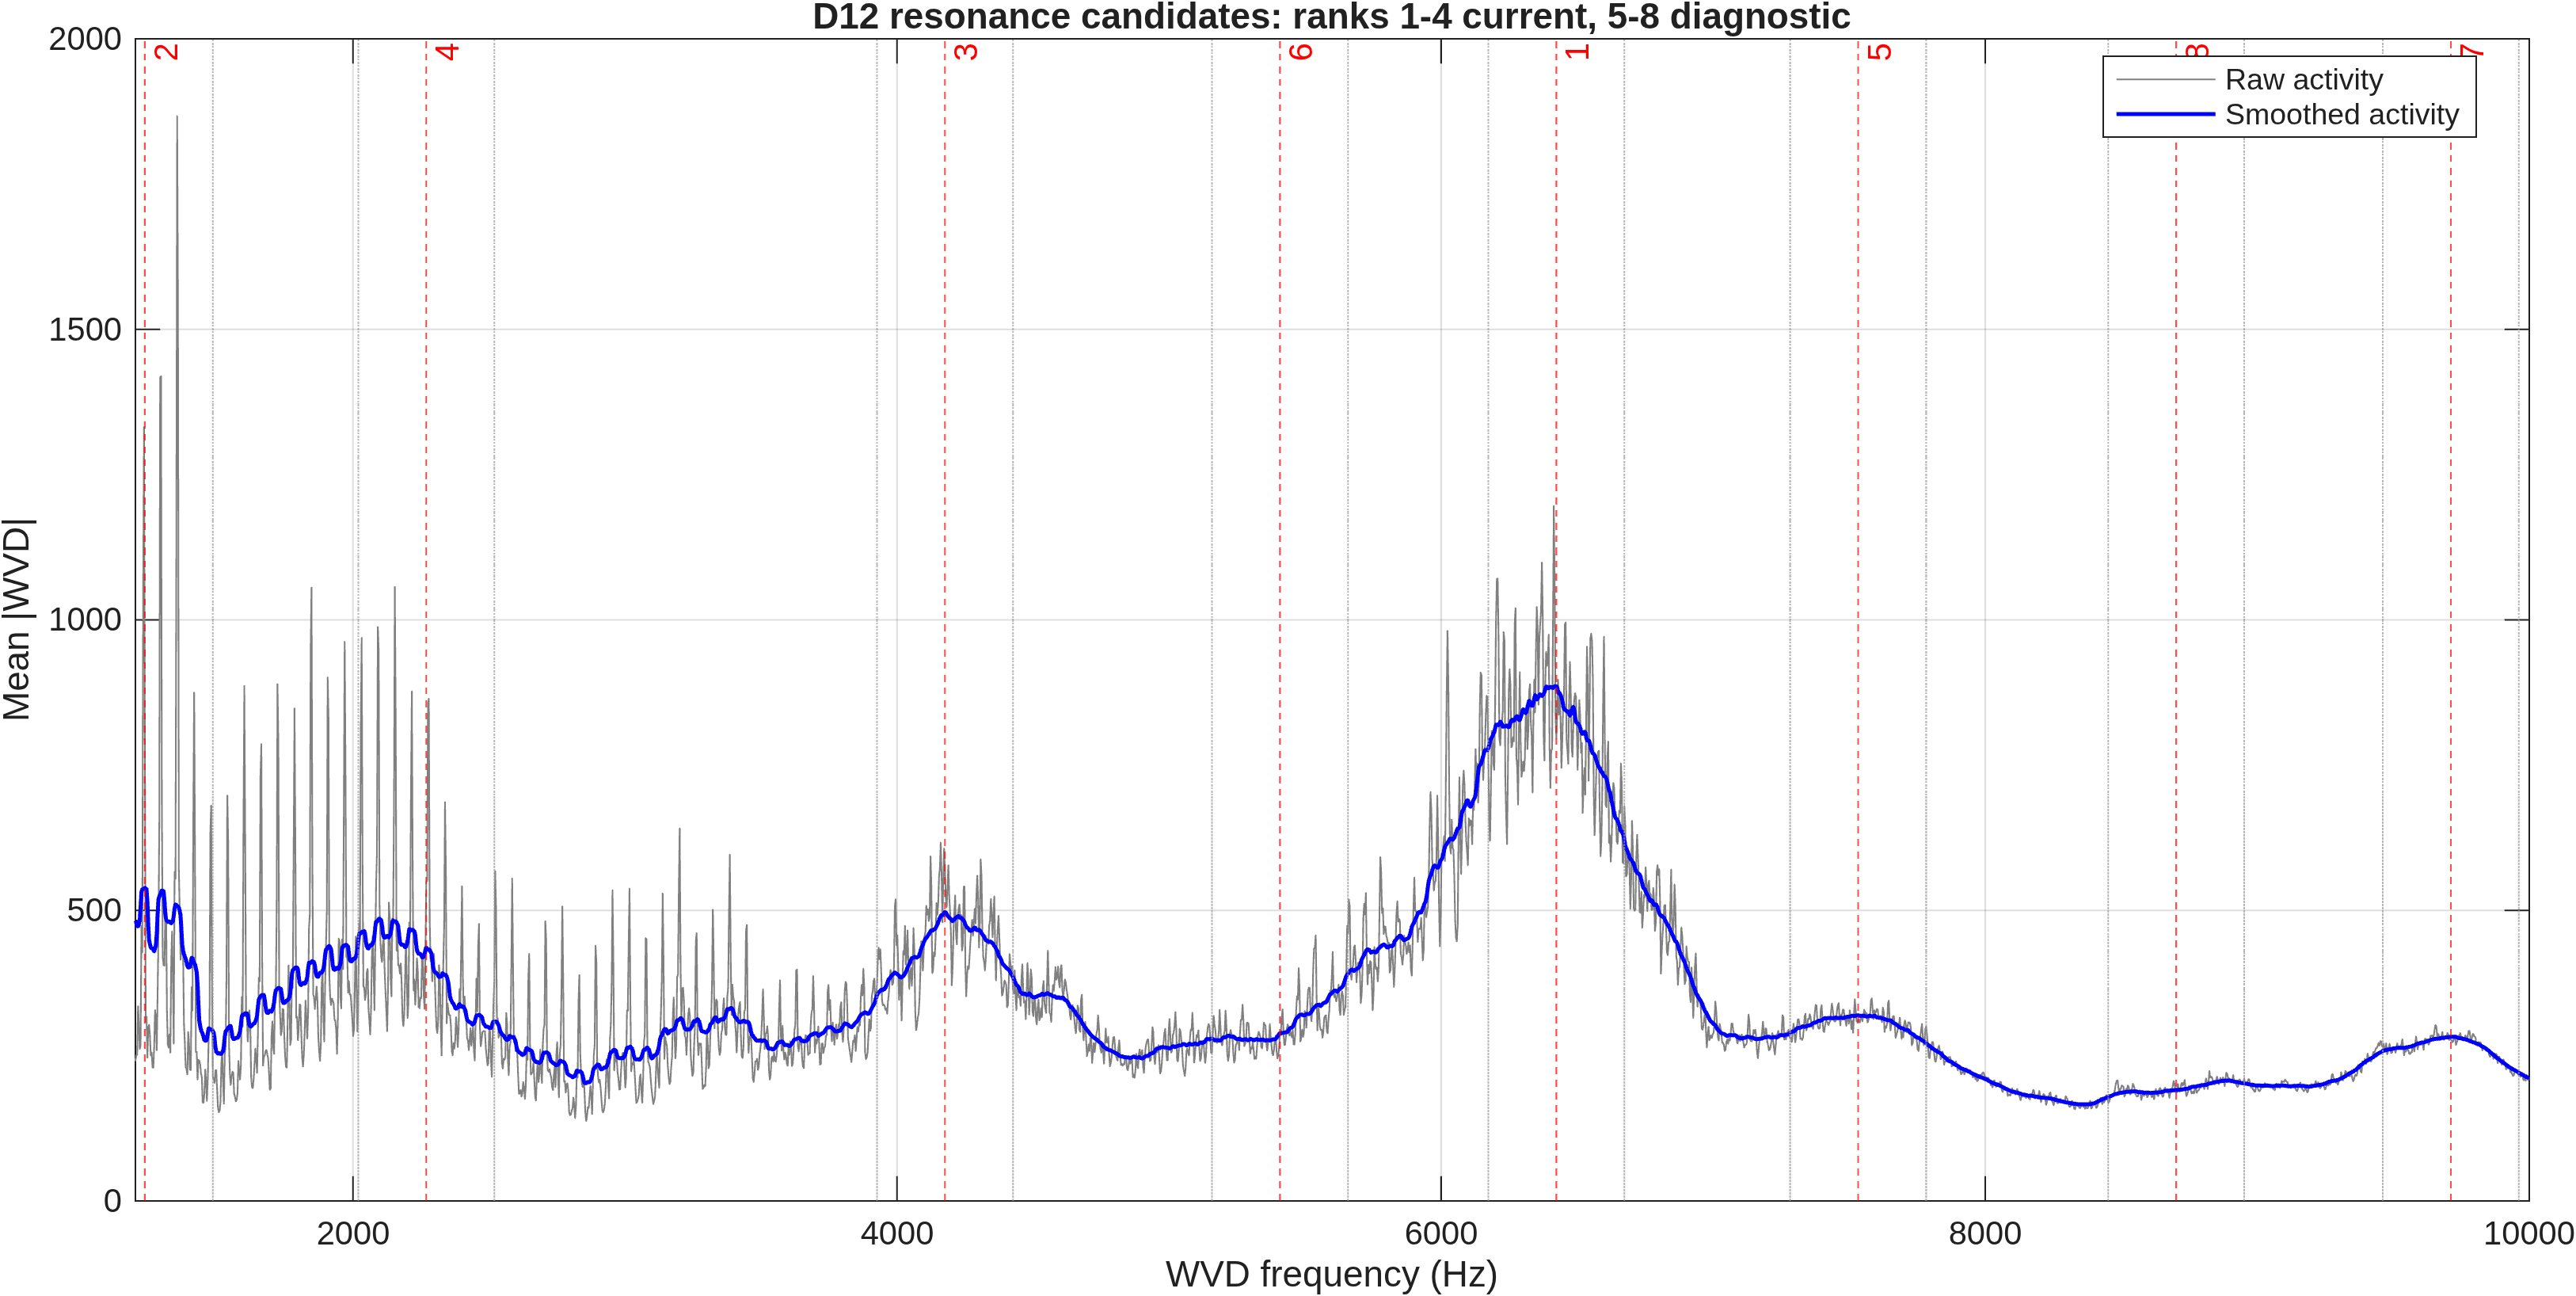 D12 resonance candidates: ranks 1-4 current, 5-8 diagnostic
2 4 3 6 1 5 8 7
Raw activity
Smoothed activity
2000
1500
1000
500
0
Mean |WVD|
2000 4000 6000 8000 10000
WVD frequency (Hz)